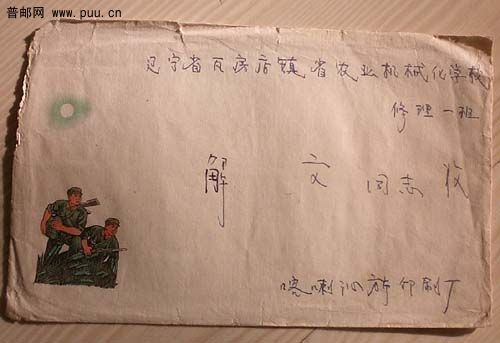 普邮网
www.puu.cn
辽宁省瓦房店镇省农业机械化学校
修理一班
解文同志收
喀喇沁旗印刷厂